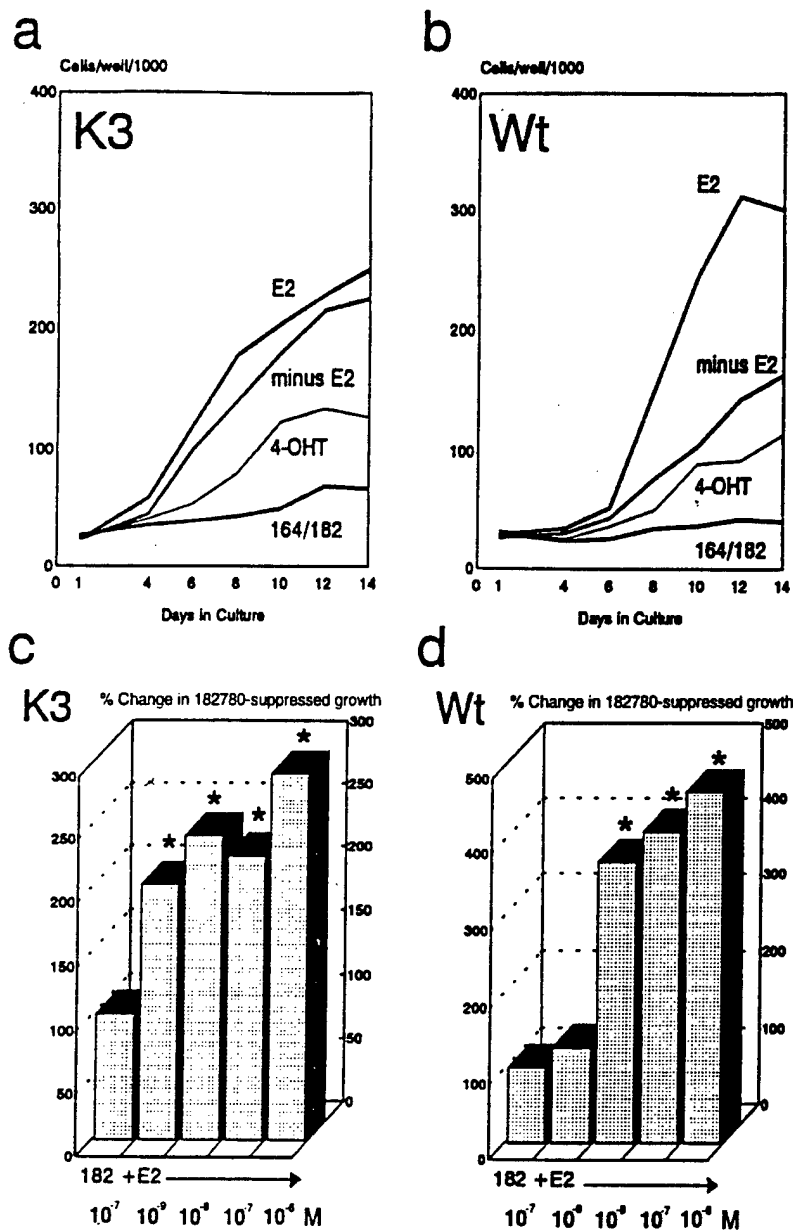 a
Cells/well/1000
400
K3
300
E2
200
minus E2
4-OHT
100
164/182
0
0 1 4 6 8 10 12 14
Days in Culture
b
Cells/well/1000
400
Wt
E2
300
200
minus E2
4-OHT
100
164/182
0
0 1 4 6 8 10 12 14
Days in Culture
c
K3
% Change in 182780-suppressed growth
300
250
200
150
100
50
0
* * * *
300
250
200
150
100
50
0
182 +E2
10⁻⁷ 10⁻⁹ 10⁻⁸ 10⁻⁷ 10⁻⁶ M
d
Wt
% Change in 182780-suppressed growth
500
400
300
200
100
0
* * *
500
400
300
200
100
0
182 +E2
10⁻⁷ 10⁻⁹ 10⁻⁸ 10⁻⁷ 10⁻⁶ M